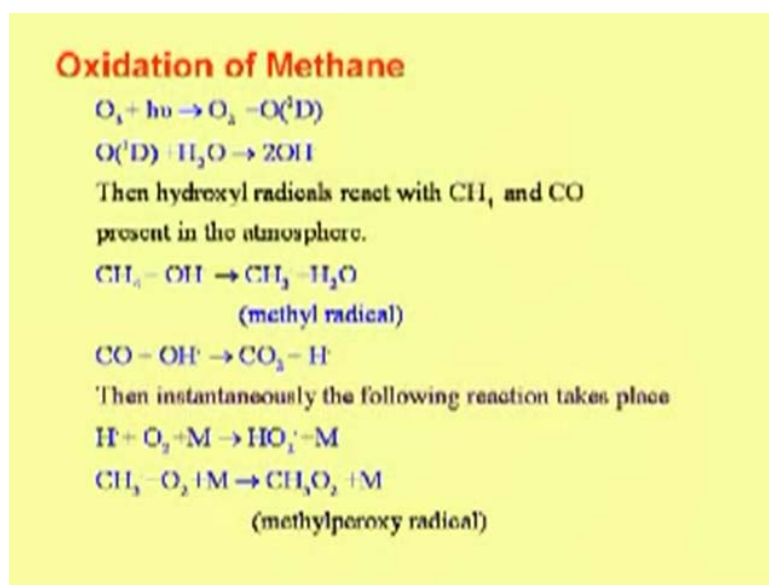 Oxidation of Methane
O₃ + hυ → O₂ + O(¹D)
O(¹D) + H₂O → 2OH
Then hydroxyl radicals react with CH₄ and CO
present in the atmosphere.
CH₄ + OH → CH₃ + H₂O
(methyl radical)
CO + OH· → CO₂ + H·
Then instantaneously the following reaction takes place
H· + O₂ + M → HO₂· + M
CH₃ + O₂ + M → CH₃O₂ + M
(methylperoxy radical)